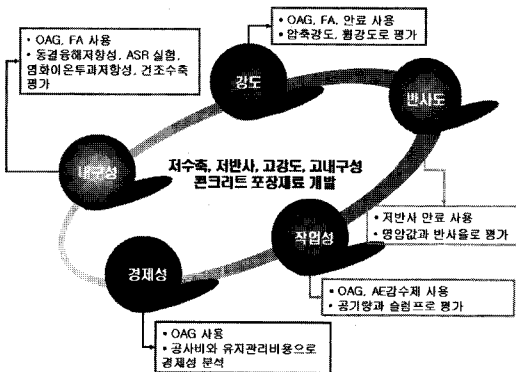 • OAG, FA, 안료 사용
• 압축강도, 휨강도로 평가
• OAG, FA 사용
• 동결융해저항성, ASR 실험,
염화이온투과저항성, 건조수축
평가
강도
반사도
내구성
저수축, 저반사, 고강도, 고내구성
콘크리트 포장재료 개발
• 저반사 안료 사용
• 명암값과 반사율로 평가
작업성
경제성
• OAG, AE감수제 사용
• 공기량과 슬럼프로 평가
• OAG 사용
• 공사비와 유지관리비용으로
경제성 분석